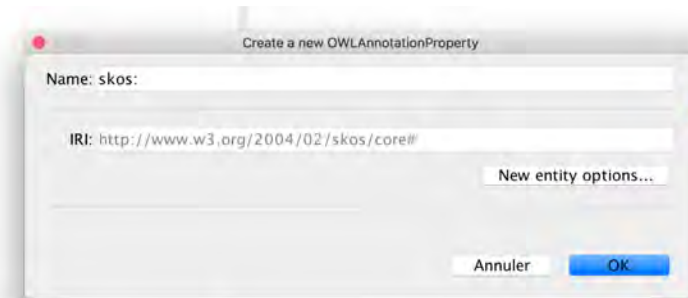 Create a new OWLAnnotationProperty
Name: skos:
IRI: http://www.w3.org/2004/02/skos/core#
New entity options...
Annuler OK